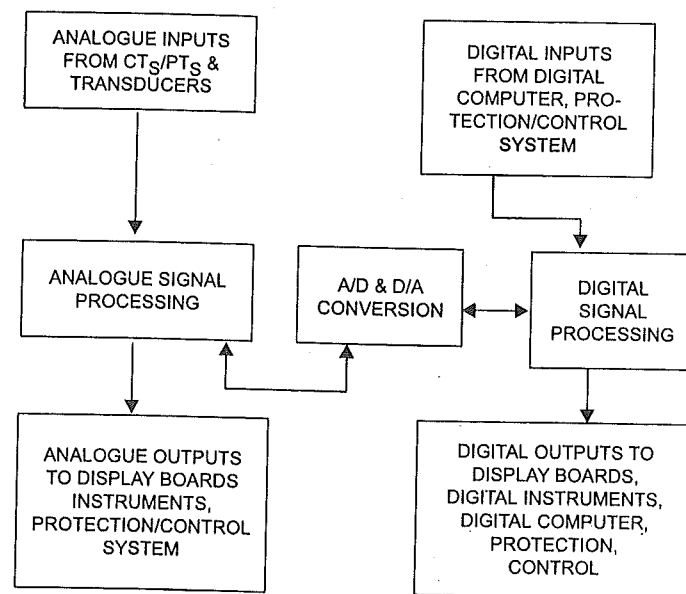 ANALOGUE INPUTS
FROM CTS/PTS &
TRANSDUCERS
DIGITAL INPUTS
FROM DIGITAL
COMPUTER, PRO-
TECTION/CONTROL
SYSTEM
ANALOGUE SIGNAL
PROCESSING
A/D & D/A
CONVERSION
DIGITAL
SIGNAL
PROCESSING
ANALOGUE OUTPUTS
TO DISPLAY BOARDS
INSTRUMENTS,
PROTECTION/CONTROL
SYSTEM
DIGITAL OUTPUTS TO
DISPLAY BOARDS,
DIGITAL INSTRUMENTS,
DIGITAL COMPUTER,
PROTECTION,
CONTROL